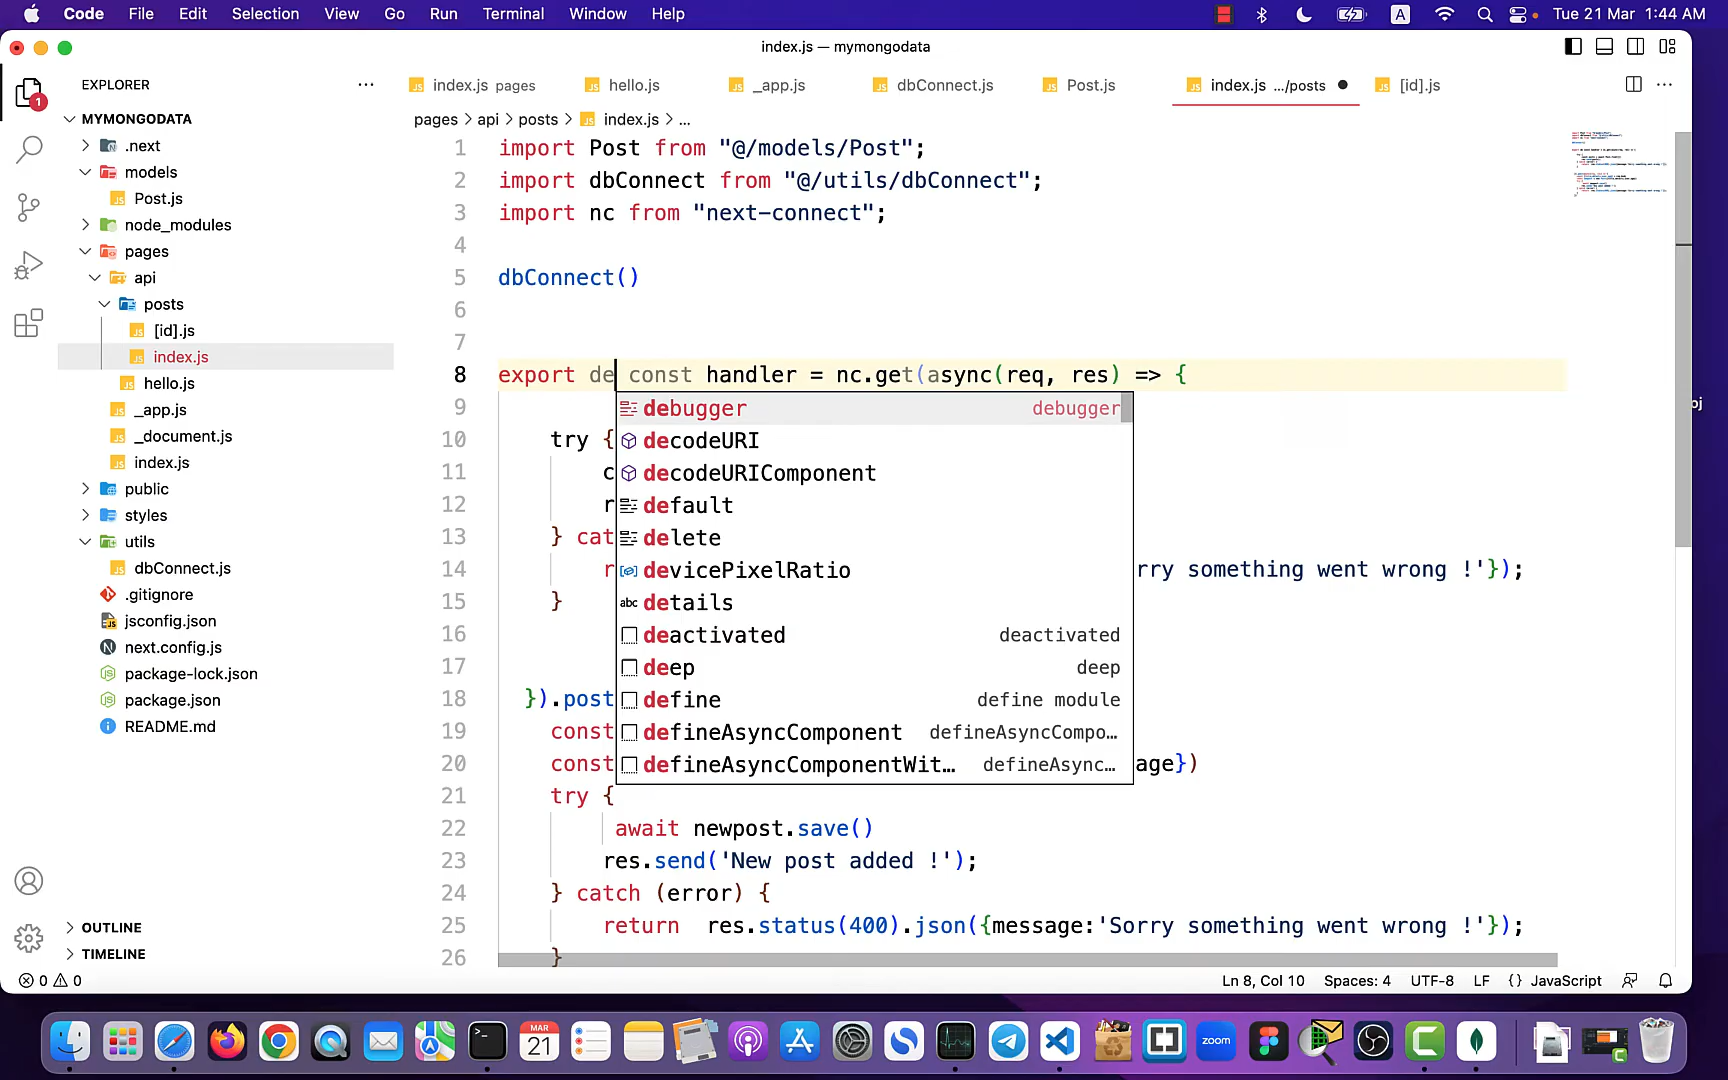 Code File Edit Selection View Go Run Terminal Window Help A Tue 21 Mar 1:44 AM
index.js — mymongodata
EXPLORER
index.js pages hello.js _app.js dbConnect.js Post.js index.js .../posts [id].js
1
MYMONGODATA
pages > api > posts > index.js > ...
.next
models
Post.js
node_modules
pages
api
posts
[id].js
index.js
hello.js
_app.js
_document.js
index.js
public
styles
utils
dbConnect.js
.gitignore
jsconfig.json
next.config.js
package-lock.json
package.json
README.md
OUTLINE
TIMELINE
1 import Post from "@/models/Post";
2 import dbConnect from "@/utils/dbConnect";
3 import nc from "next-connect";
4
5 dbConnect()
6
7
8 export de const handler = nc.get(async(req, res) => {
9
10 try {
11 c
12 r
13 } cat
14 r rry something went wrong !'});
15 }
16
17
18 }).post
19 const
20 const age})
21 try {
22 await newpost.save()
23 res.send('New post added !');
24 } catch (error) {
25 return res.status(400).json({message:'Sorry something went wrong !'});
26 }
debugger debugger
decodeURI
decodeURIComponent
default
delete
devicePixelRatio
abc details
deactivated deactivated
deep deep
define define module
defineAsyncComponent defineAsyncCompo…
defineAsyncComponentWit… defineAsync…
oj
0 0 Ln 8, Col 10 Spaces: 4 UTF-8 LF {} JavaScript
MAR
21
zoom